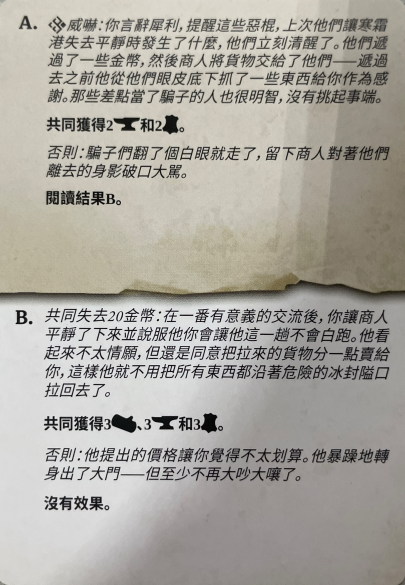 A. 威嚇：你言辭犀利，提醒這些惡棍，上次他們讓寒霜
港失去平靜時發生了什麼，他們立刻清醒了。他們遞
過了一些金幣，然後商人將貨物交給了他們——遞過
去之前他從他們眼皮底下抓了一些東西給你作為感
謝。那些差點當了騙子的人也很明智，沒有挑起事端。
共同獲得2和2。
否則：騙子們翻了個白眼就走了，留下商人對著他們
離去的身影破口大罵。
閱讀結果B。
B. 共同失去20金幣：在一番有意義的交流後，你讓商人
平靜了下來並說服他你會讓他這一趟不會白跑。他看
起來不太情願，但還是同意把拉來的貨物分一點賣給
你，這樣他就不用把所有東西都沿著危險的冰封隘口
拉回去了。
共同獲得3、3和3。
否則：他提出的價格讓你覺得不太划算。他暴躁地轉
身出了大門——但至少不再大吵大嚷了。
沒有效果。